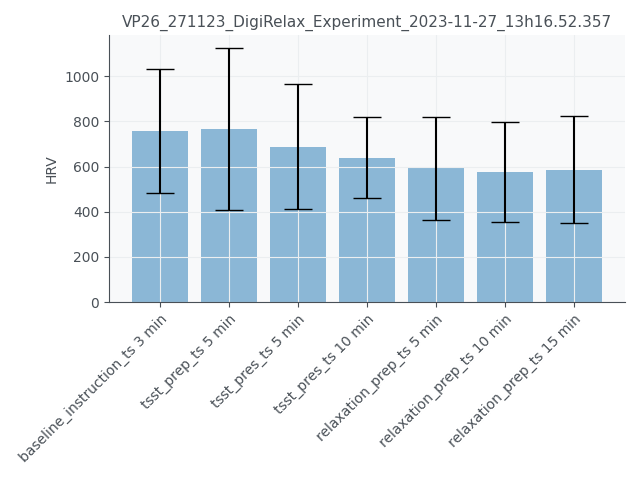 VP26_271123_DigiRelax_Experiment_2023-11-27_13h16.52.357
HRV
1000
800
600
400
200
0
baseline_instruction_ts 3 min
tsst_prep_ts 5 min
tsst_pres_ts 5 min
tsst_pres_ts 10 min
relaxation_prep_ts 5 min
relaxation_prep_ts 10 min
relaxation_prep_ts 15 min